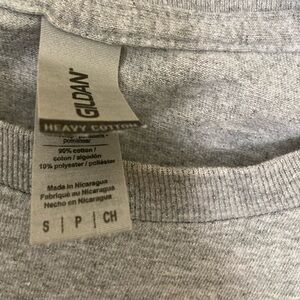 GILDAN®
HEAVY COTTON
90% cotton /
coton / algodón
10% polyester / poliéster
Made in Nicaragua
Fabriqué au Nicaragua
Hecho en Nicaragua
S | P | CH